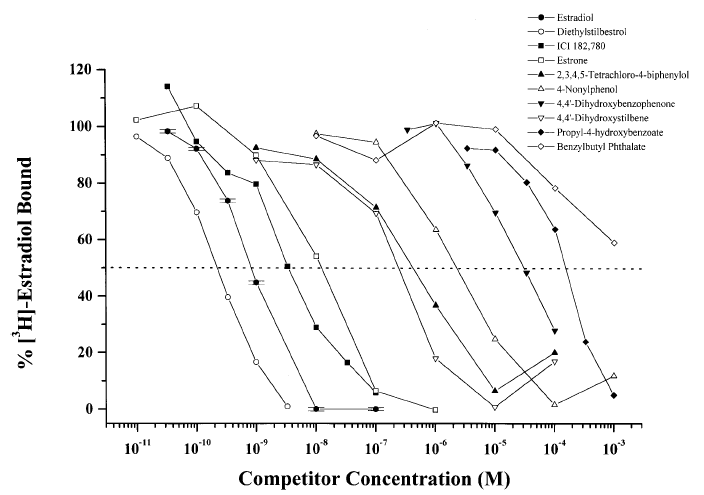 Estradiol
Diethylstilbestrol
ICI 182,780
Estrone
2,3,4,5-Tetrachloro-4-biphenylol
4-Nonylphenol
4,4'-Dihydroxybenzophenone
4,4'-Dihydroxystilbene
Propyl-4-hydroxybenzoate
Benzylbutyl Phthalate
120
100
80
60
40
20
0
% [³H]-Estradiol Bound
10⁻¹¹ 10⁻¹⁰ 10⁻⁹ 10⁻⁸ 10⁻⁷ 10⁻⁶ 10⁻⁵ 10⁻⁴ 10⁻³
Competitor Concentration (M)